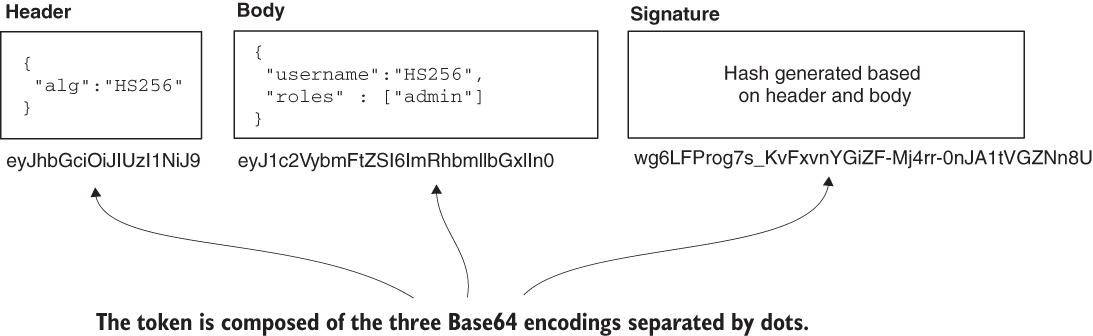 Header
{
"alg":"HS256"
}
eyJhbGciOiJIUzI1NiJ9
Body
{
"username":"HS256",
"roles" : ["admin"]
}
eyJ1c2VybmFtZSI6ImRhbmllbGxlIn0
Signature
Hash generated based
on header and body
wg6LFProg7s_KvFxvnYGiZF-Mj4rr-0nJA1tVGZNn8U
The token is composed of the three Base64 encodings separated by dots.